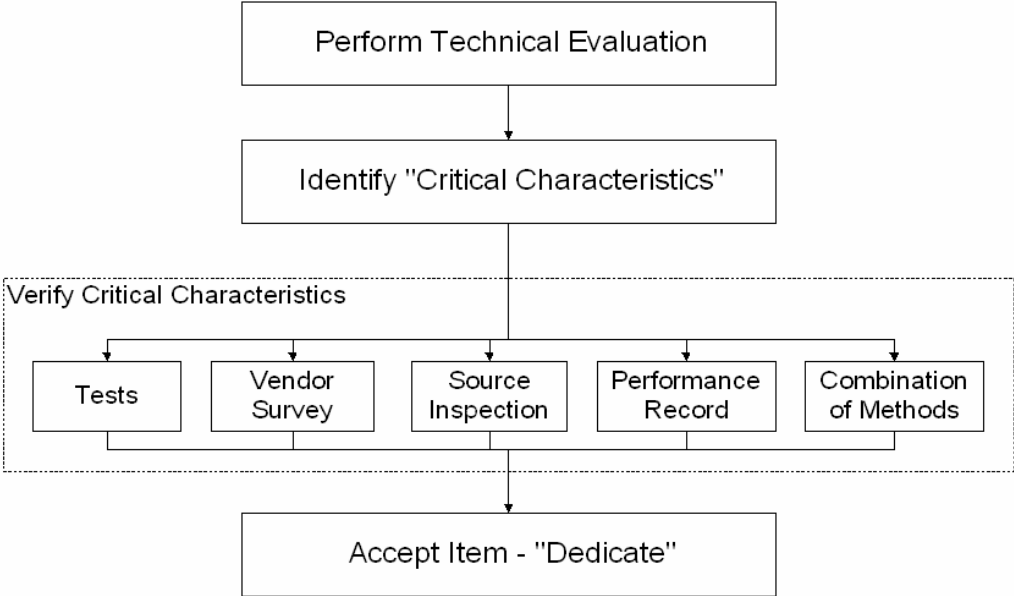 Perform Technical Evaluation
Identify "Critical Characteristics"
Verify Critical Characteristics
Tests
Vendor
Survey
Source
Inspection
Performance
Record
Combination
of Methods
Accept Item - "Dedicate"